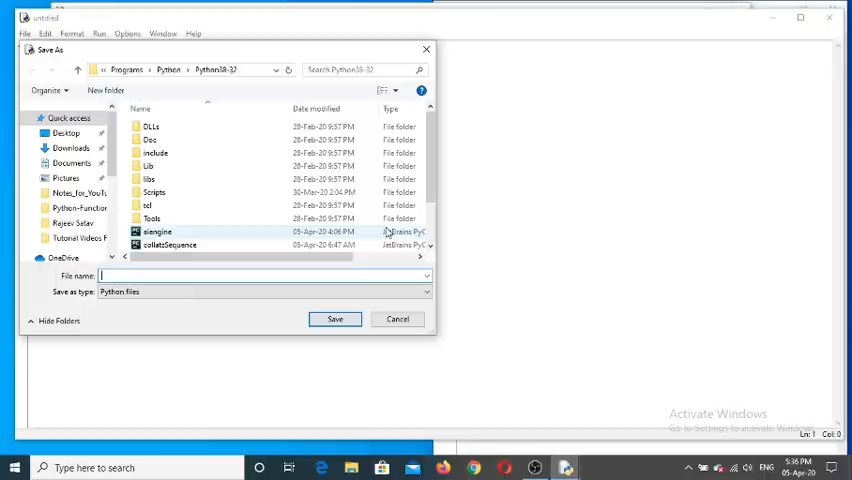 untitled
File Edit Format Run Options Window Help
Save As
« Programs > Python > Python38-32
Search Python38-32
Organize ▾ New folder
Name Date modified Type
Quick access
Desktop
Downloads
Documents
Pictures
Notes_for_YouTu
Python-Function
Rajeev Satav
Tutorial Videos F
OneDrive
DLLs 28-Feb-20 9:57 PM File folder
Doc 28-Feb-20 9:57 PM File folder
include 28-Feb-20 9:57 PM File folder
Lib 28-Feb-20 9:57 PM File folder
libs 28-Feb-20 9:57 PM File folder
Scripts 30-Mar-20 2:04 PM File folder
tcl 28-Feb-20 9:57 PM File folder
Tools 28-Feb-20 9:57 PM File folder
aiengine 05-Apr-20 4:06 PM JetBrains PyC
collatzSequence 05-Apr-20 6:47 AM JetBrains PyC
File name:
Save as type: Python files
Hide Folders
Save Cancel
Activate Windows
Go to Settings to activate Windows.
Ln: 1 Col: 0
Type here to search
ENG
5:36 PM
05-Apr-20